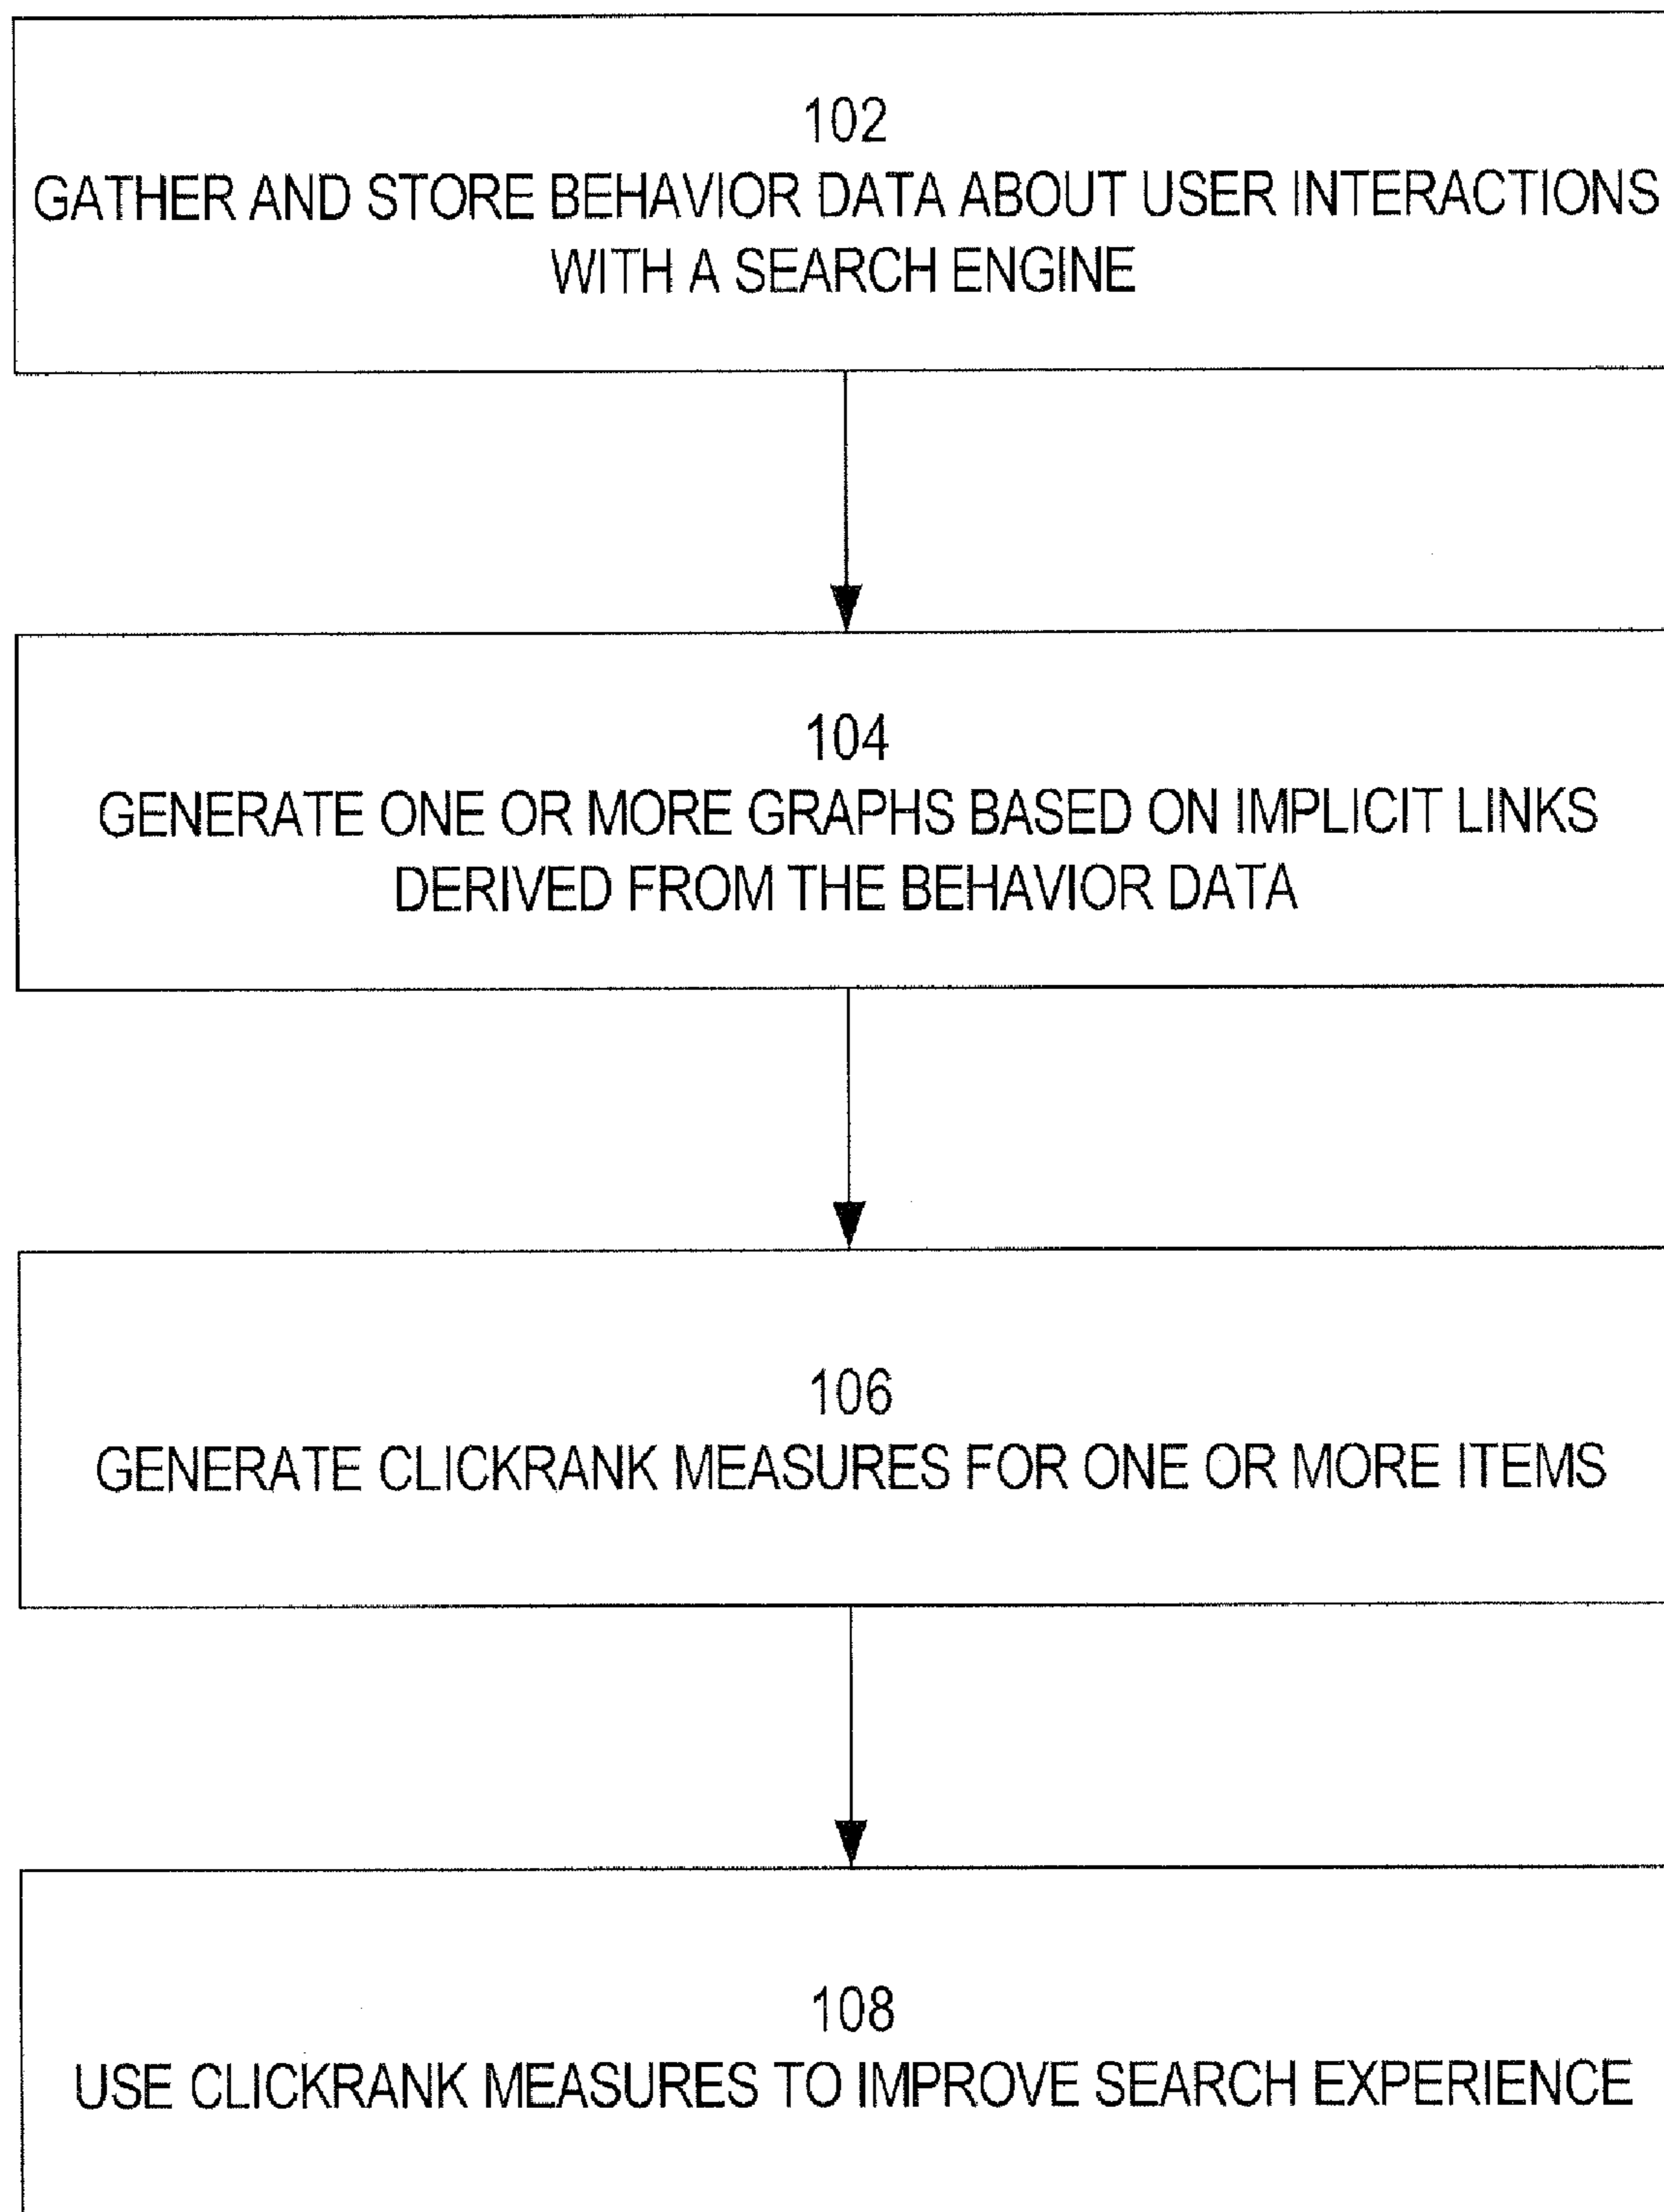 102
GATHER AND STORE BEHAVIOR DATA ABOUT USER INTERACTIONS
WITH A SEARCH ENGINE
104
GENERATE ONE OR MORE GRAPHS BASED ON IMPLICIT LINKS
DERIVED FROM THE BEHAVIOR DATA
106
GENERATE CLICKRANK MEASURES FOR ONE OR MORE ITEMS
108
USE CLICKRANK MEASURES TO IMPROVE SEARCH EXPERIENCE